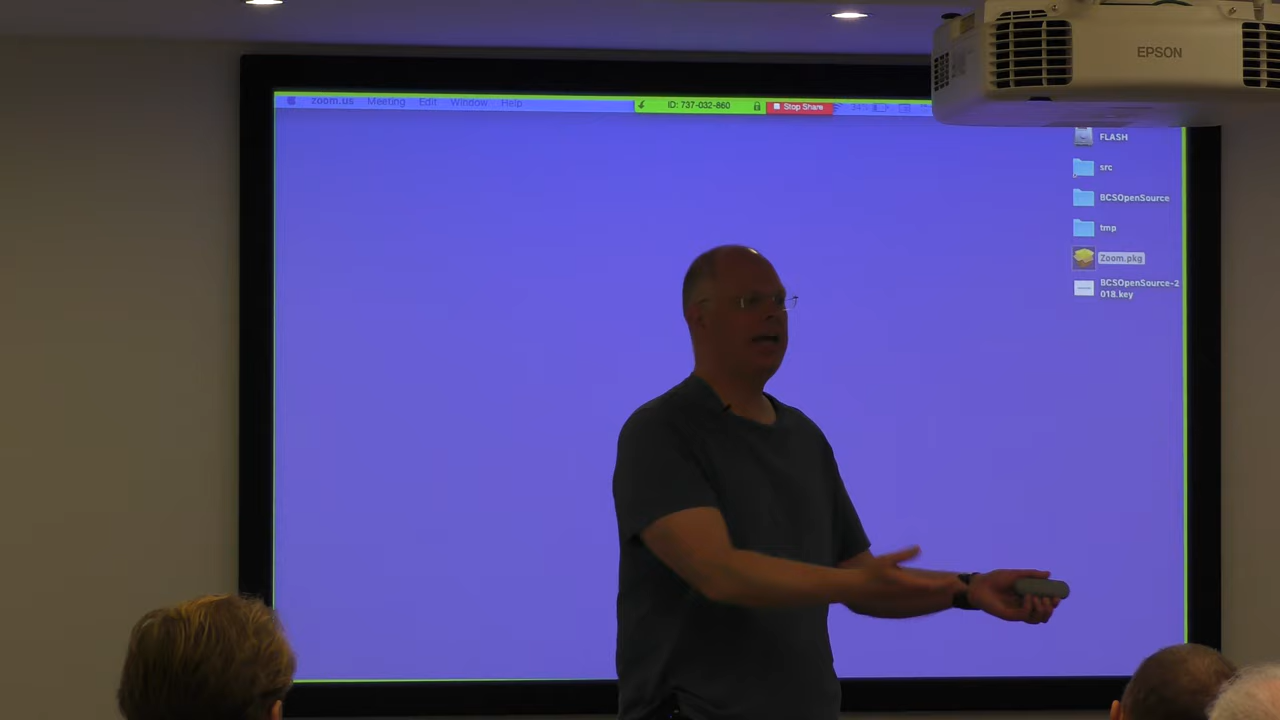 EPSON
zoom.us Meeting Edit Window Help
ID: 737-032-860
Stop Share
34%
FLASH
src
BCSOpenSource
tmp
Zoom.pkg
BCSOpenSource-2
018.key